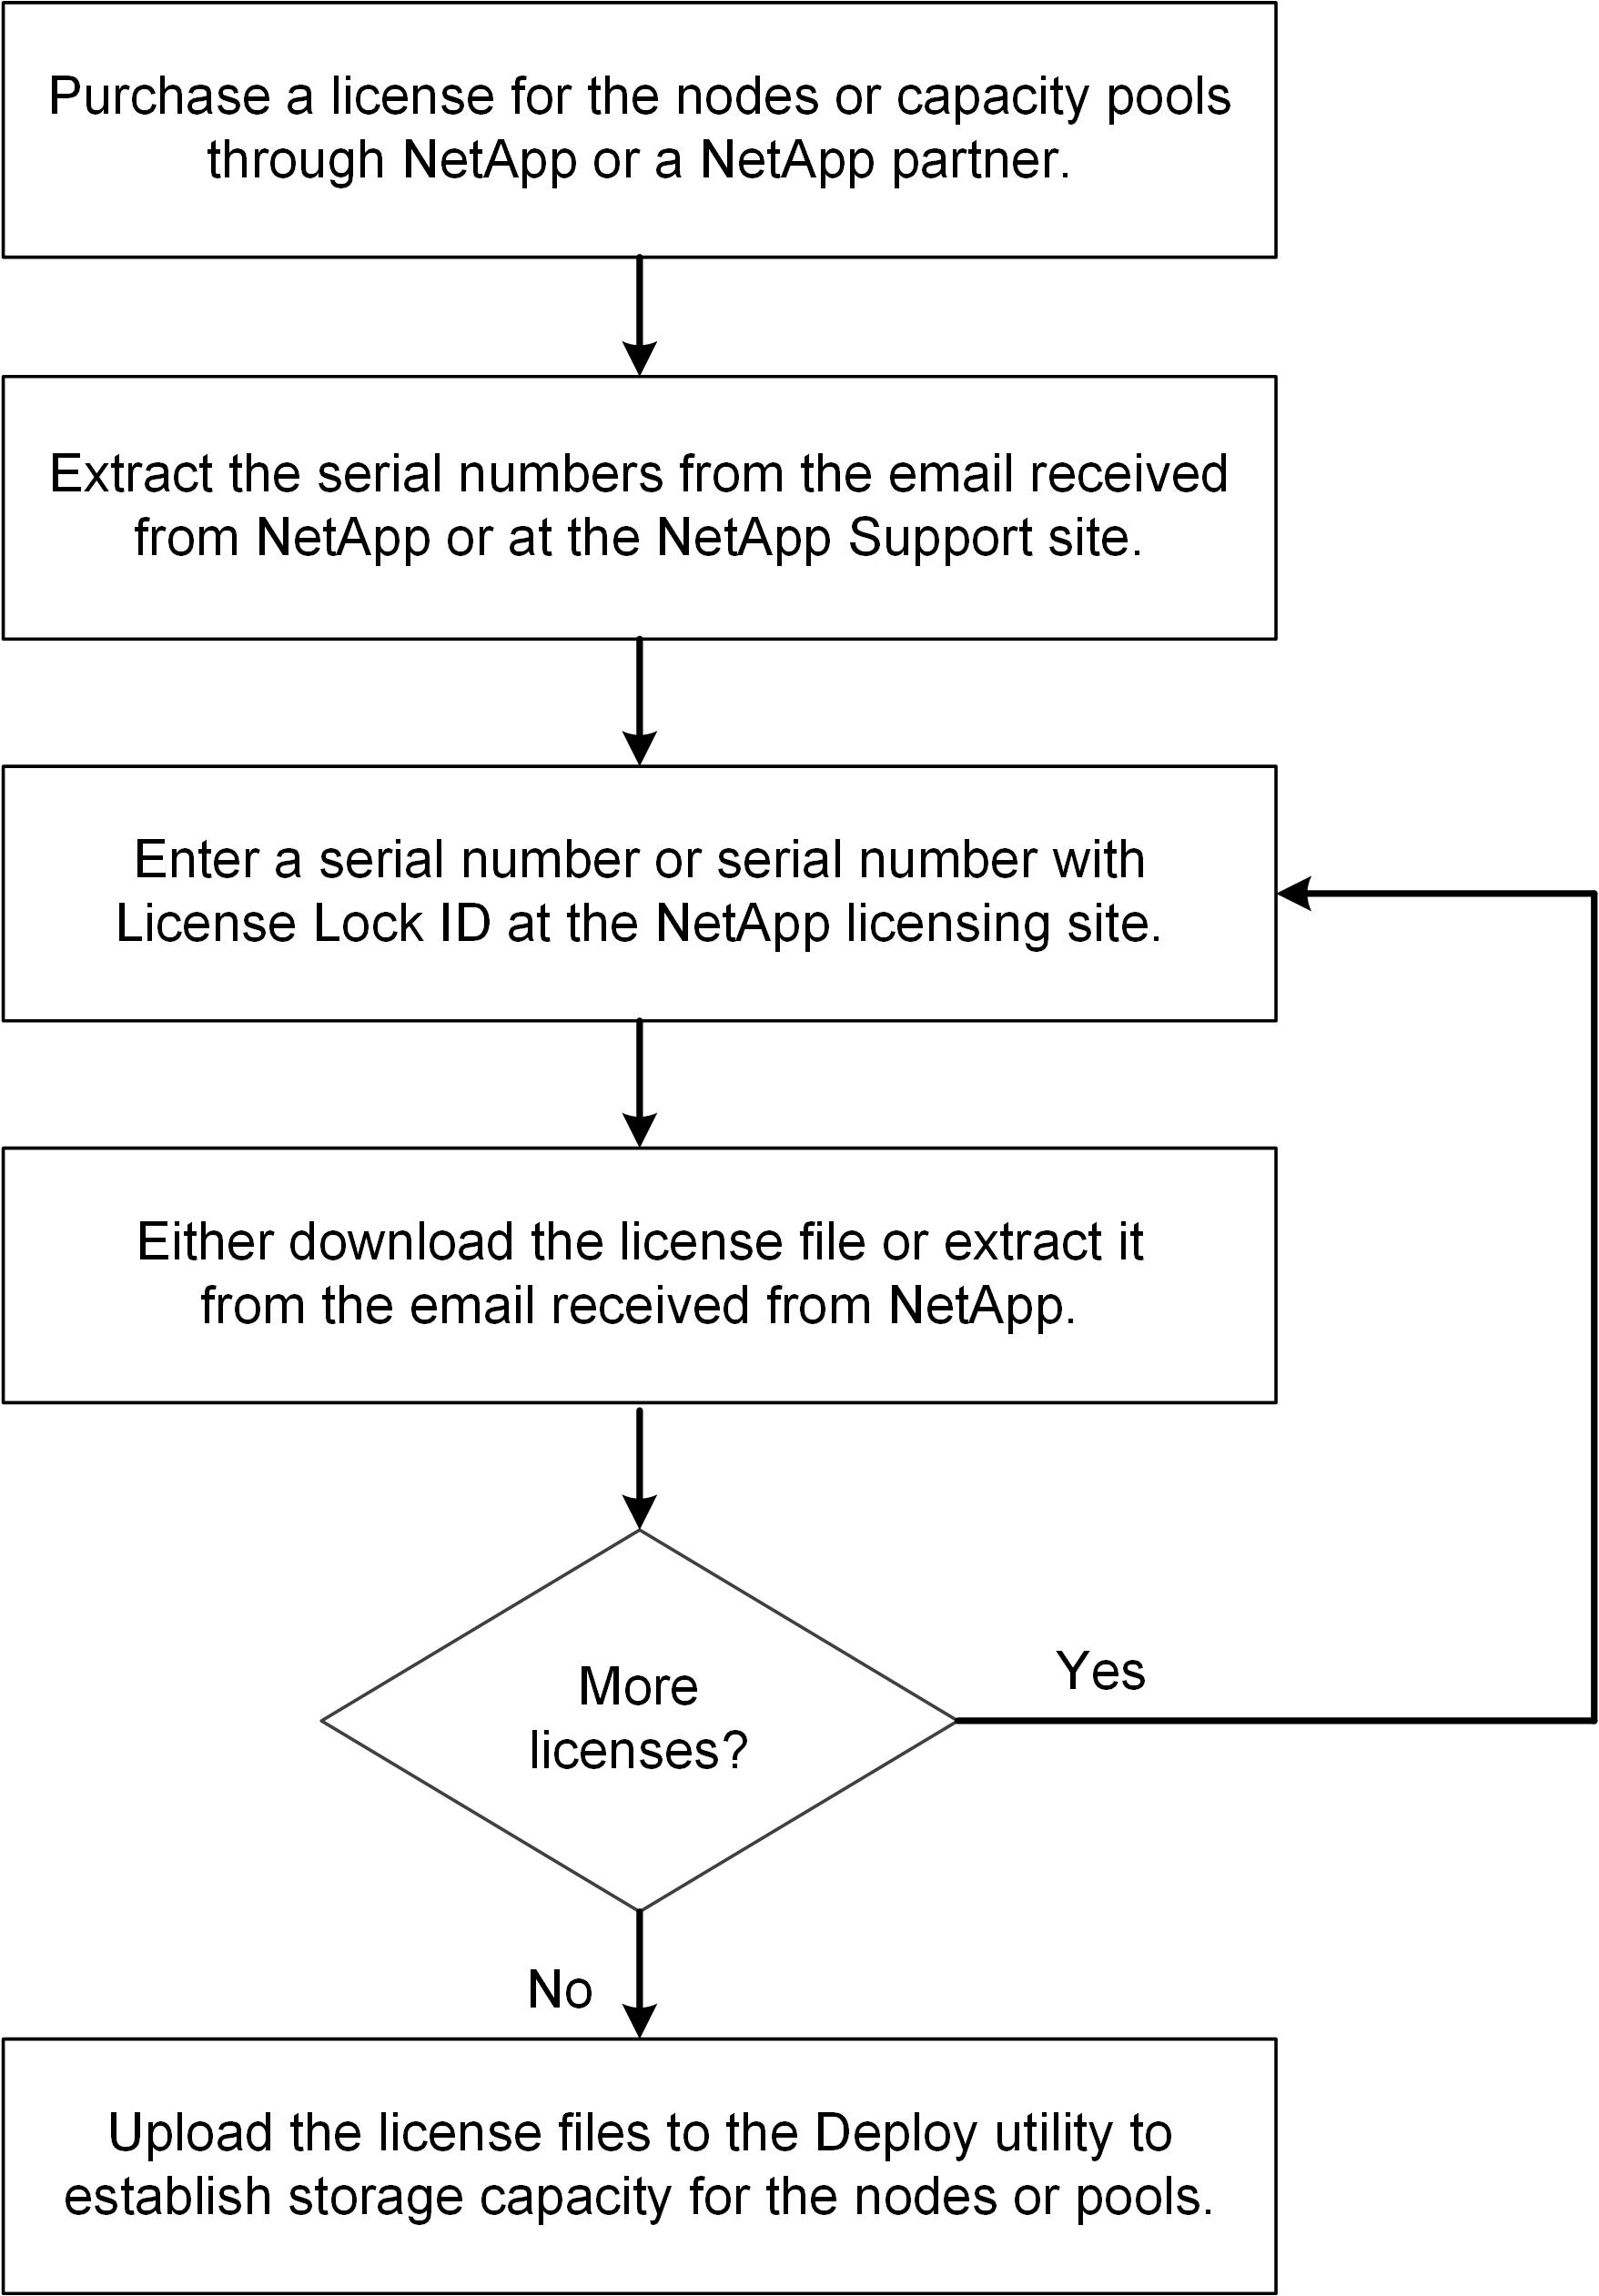 Purchase a license for the nodes or capacity pools
through NetApp or a NetApp partner.
Extract the serial numbers from the email received
from NetApp or at the NetApp Support site.
Enter a serial number or serial number with
License Lock ID at the NetApp licensing site.
Either download the license file or extract it
from the email received from NetApp.
More
licenses?
Yes
No
Upload the license files to the Deploy utility to
establish storage capacity for the nodes or pools.